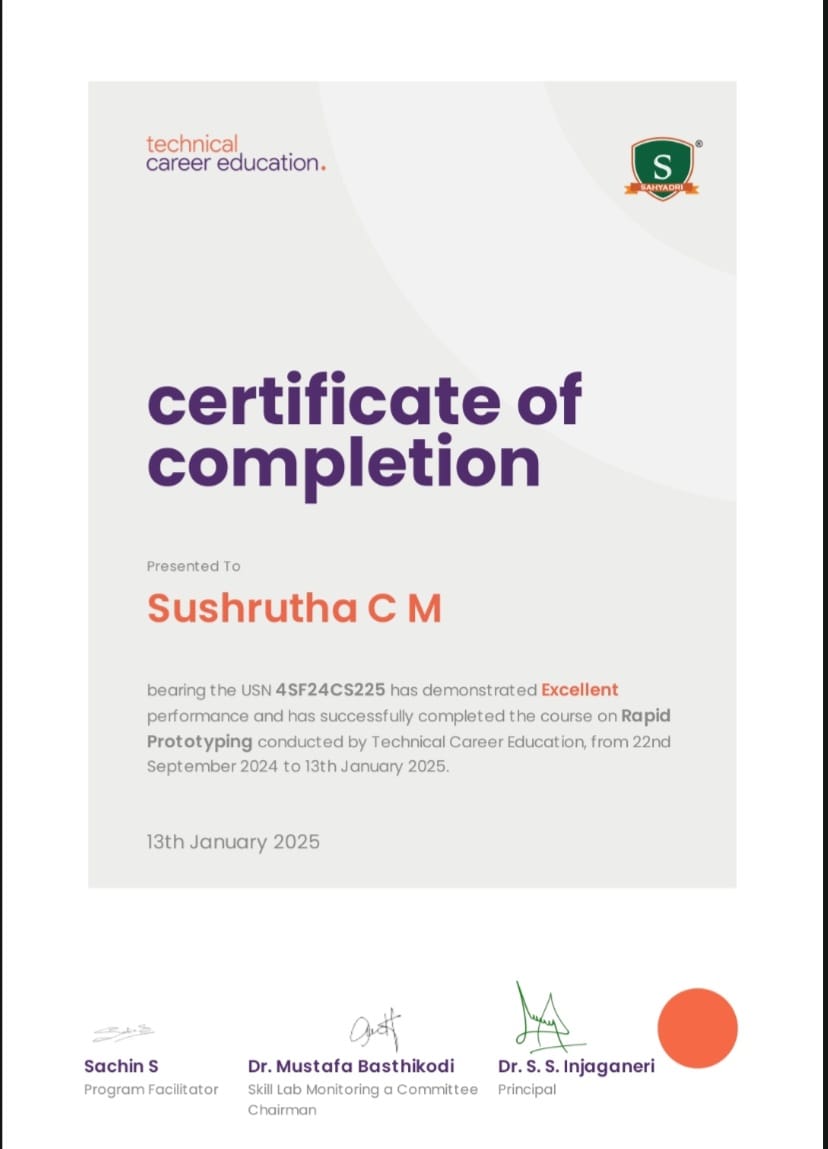 technical
career education.
S
®
SAHYADRI
certificate of
completion
Presented To
Sushrutha C M
bearing the USN 4SF24CS225 has demonstrated Excellent
performance and has successfully completed the course on Rapid
Prototyping conducted by Technical Career Education, from 22nd
September 2024 to 13th January 2025.
13th January 2025
Sachin S
Program Facilitator
Dr. Mustafa Basthikodi
Skill Lab Monitoring a Committee
Chairman
Dr. S. S. Injaganeri
Principal